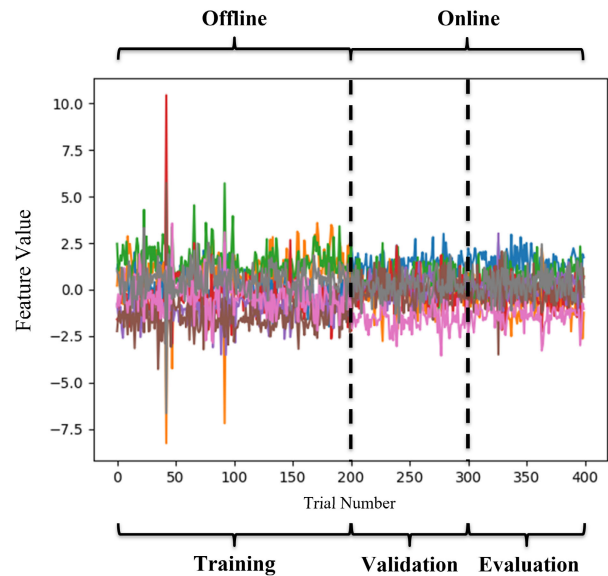 Offline Online
10.0
7.5
5.0
2.5
0.0
−2.5
−5.0
−7.5
Feature Value
0 50 100 150 200 250 300 350 400
Trial Number
Training Validation Evaluation